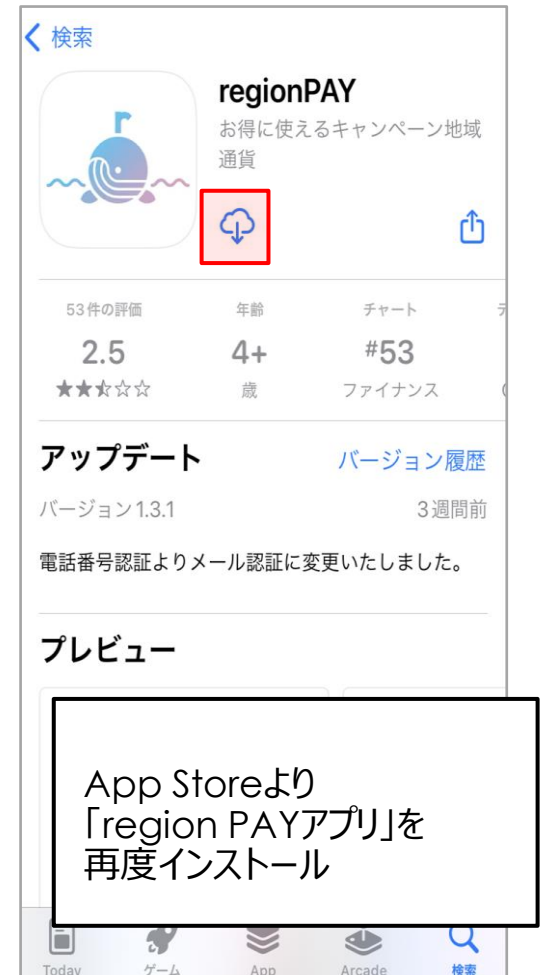 検索
regionPAY
お得に使えるキャンペーン地域
通貨
53件の評価
年齢
チャート
2.5
4+
#53
★★⯪☆☆
歳
ファイナンス
アップデート
バージョン履歴
バージョン 1.3.1
3週間前
電話番号認証よりメール認証に変更いたしました。
プレビュー
App Storeより
「region PAYアプリ」を
再度インストール
Today
ゲーム
App
Arcade
検索